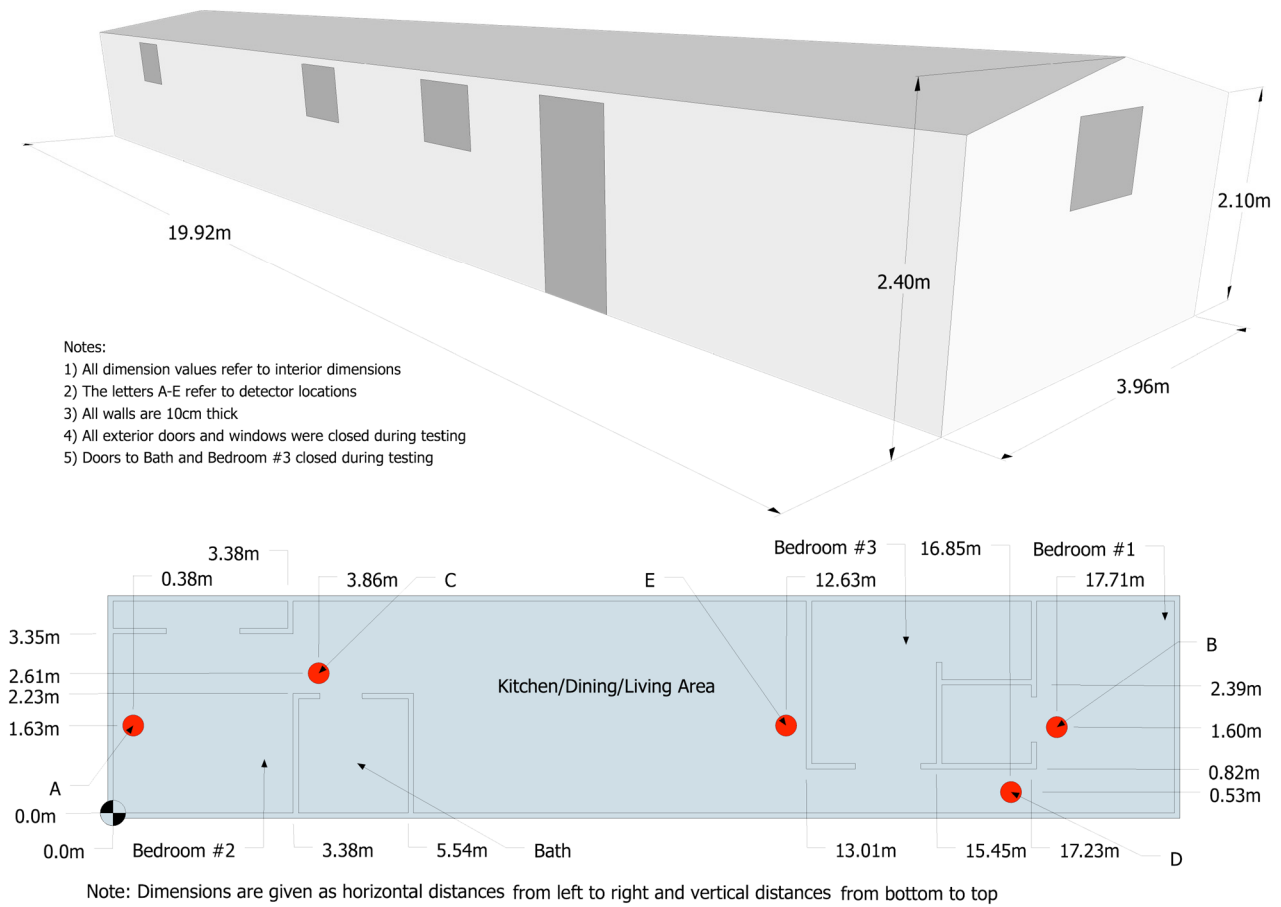 2.10m
19.92m
2.40m
Notes:
1) All dimension values refer to interior dimensions
2) The letters A-E refer to detector locations
3) All walls are 10cm thick
4) All exterior doors and windows were closed during testing
5) Doors to Bath and Bedroom #3 closed during testing
3.96m
3.38m
Bedroom #3
16.85m
Bedroom #1
0.38m
3.86m
C
E
12.63m
17.71m
3.35m
B
2.61m
Kitchen/Dining/Living Area
2.39m
2.23m
1.63m
1.60m
A
0.82m
0.53m
0.0m
0.0m
Bedroom #2
3.38m
5.54m
Bath
13.01m
15.45m
17.23m
D
Note: Dimensions are given as horizontal distances from left to right and vertical distances from bottom to top